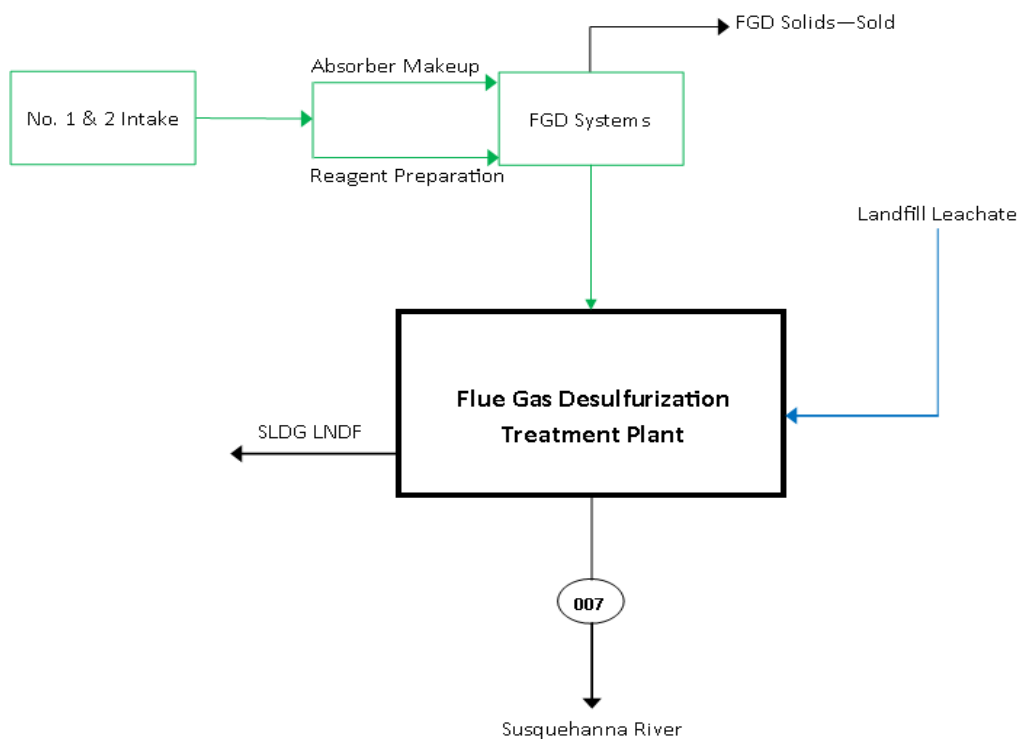 FGD Solids—Sold
Absorber Makeup
No. 1 & 2 Intake
FGD Systems
Reagent Preparation
Landfill Leachate
Flue Gas Desulfurization
Treatment Plant
SLDG LNDF
007
Susquehanna River